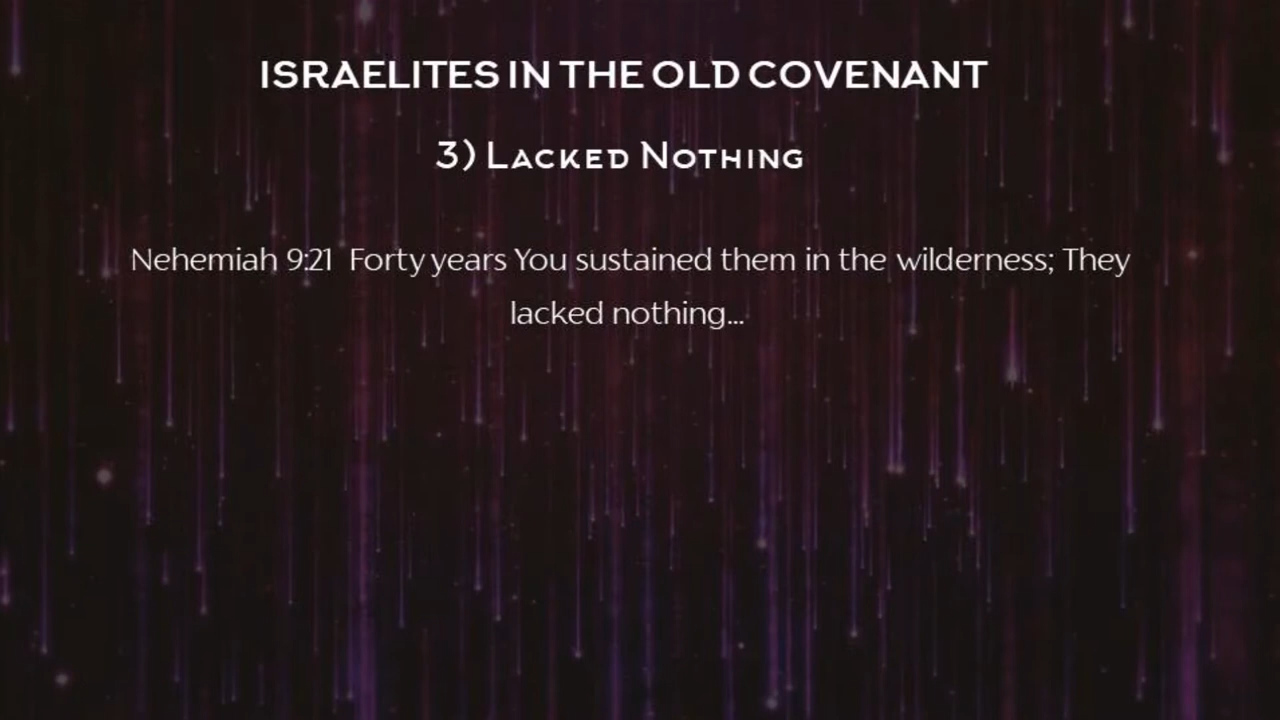 ISRAELITES IN THE OLD COVENANT
3) Lacked Nothing
Nehemiah 9:21 Forty years You sustained them in the wilderness; They
lacked nothing...